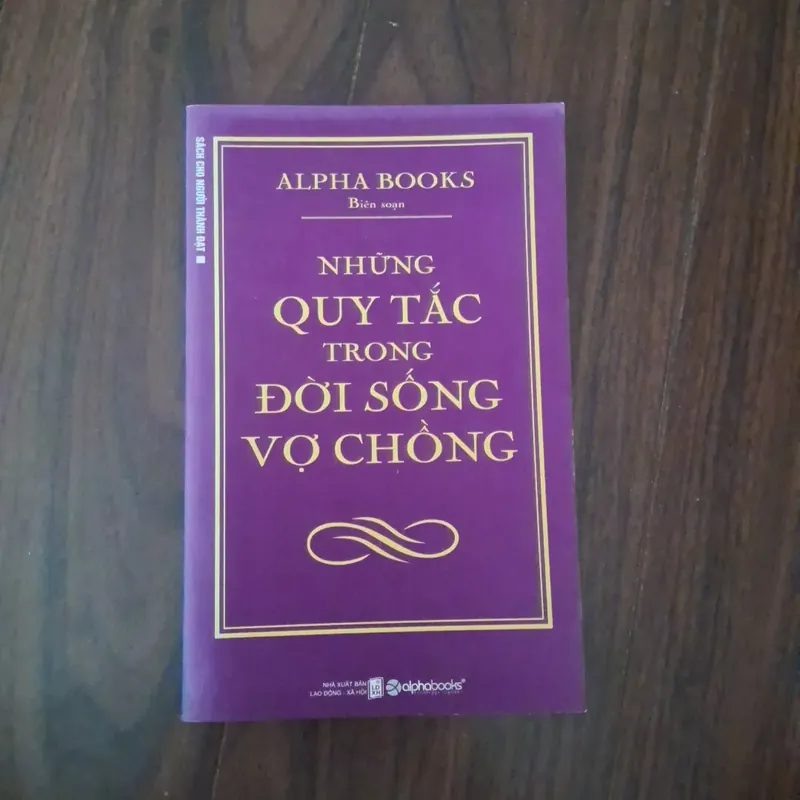 SÁCH CHO NGƯỜI THÀNH ĐẠT
ALPHA BOOKS
Biên soạn
NHỮNG
QUY TẮC
TRONG
ĐỜI SỐNG
VỢ CHỒNG
NHÀ XUẤT BẢN
LAO ĐỘNG - XÃ HỘI
alphabooks®